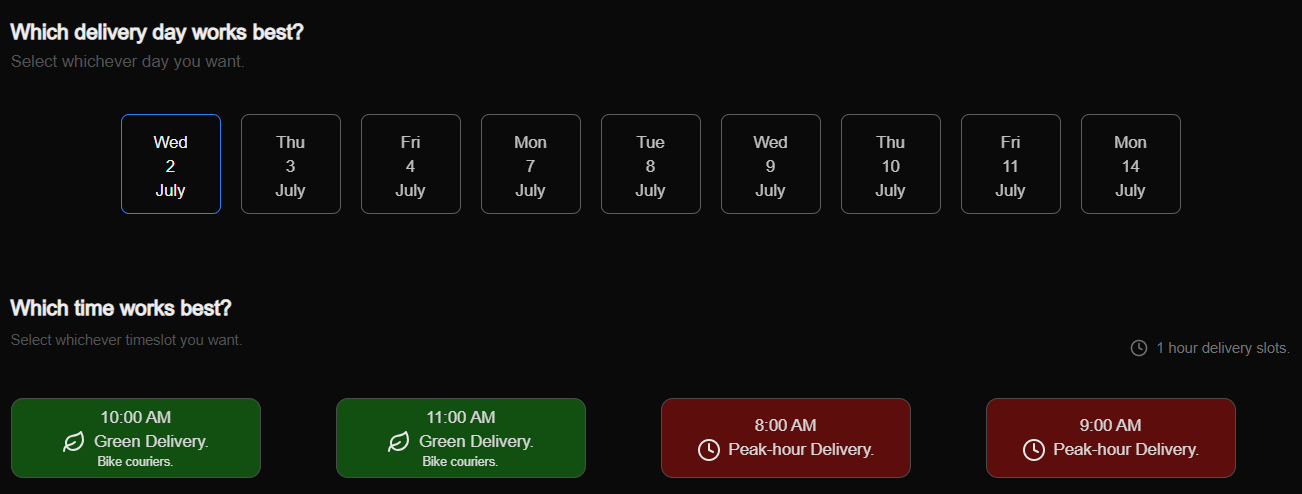 Which delivery day works best?
Select whichever day you want.
Wed
2
July
Thu
3
July
Fri
4
July
Mon
7
July
Tue
8
July
Wed
9
July
Thu
10
July
Fri
11
July
Mon
14
July
Which time works best?
Select whichever timeslot you want.
1 hour delivery slots.
10:00 AM
Green Delivery.
Bike couriers.
11:00 AM
Green Delivery.
Bike couriers.
8:00 AM
Peak-hour Delivery.
9:00 AM
Peak-hour Delivery.